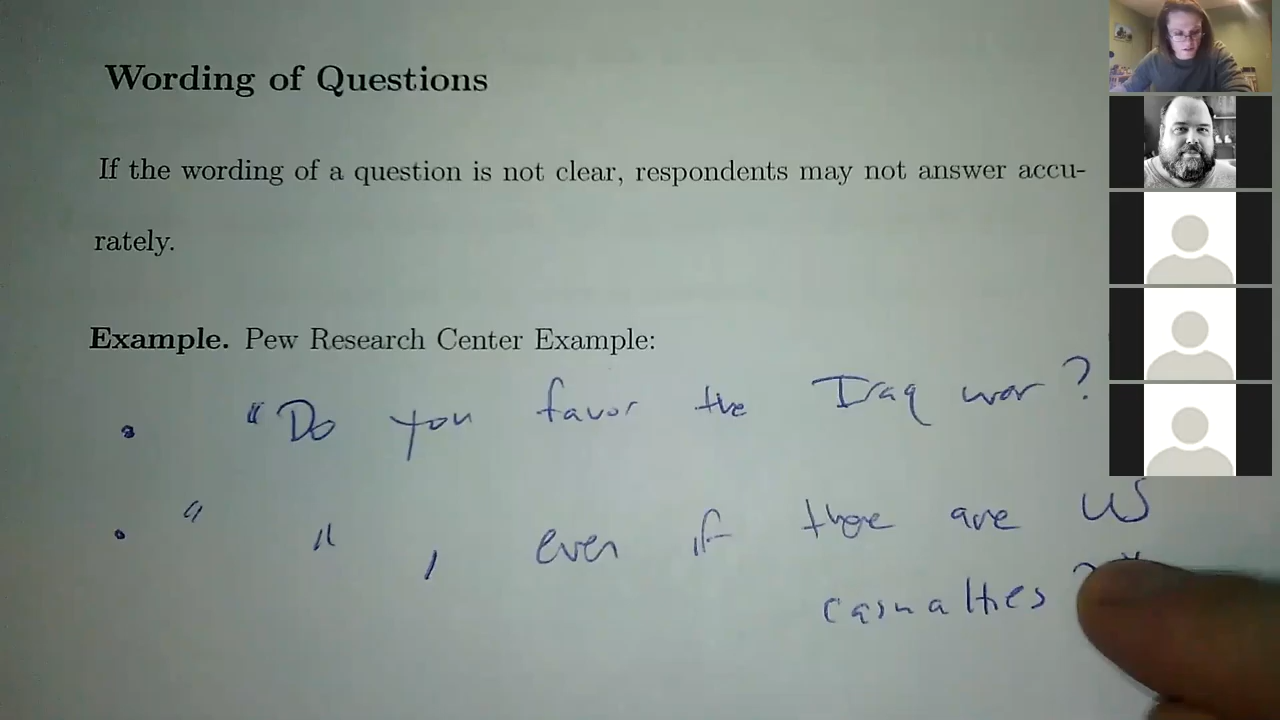 Wording of Questions
If the wording of a question is not clear, respondents may not answer accu-
rately.
Example. Pew Research Center Example:
• "Do you favor the Iraq war?
• " " , even if there are US
casualties?"